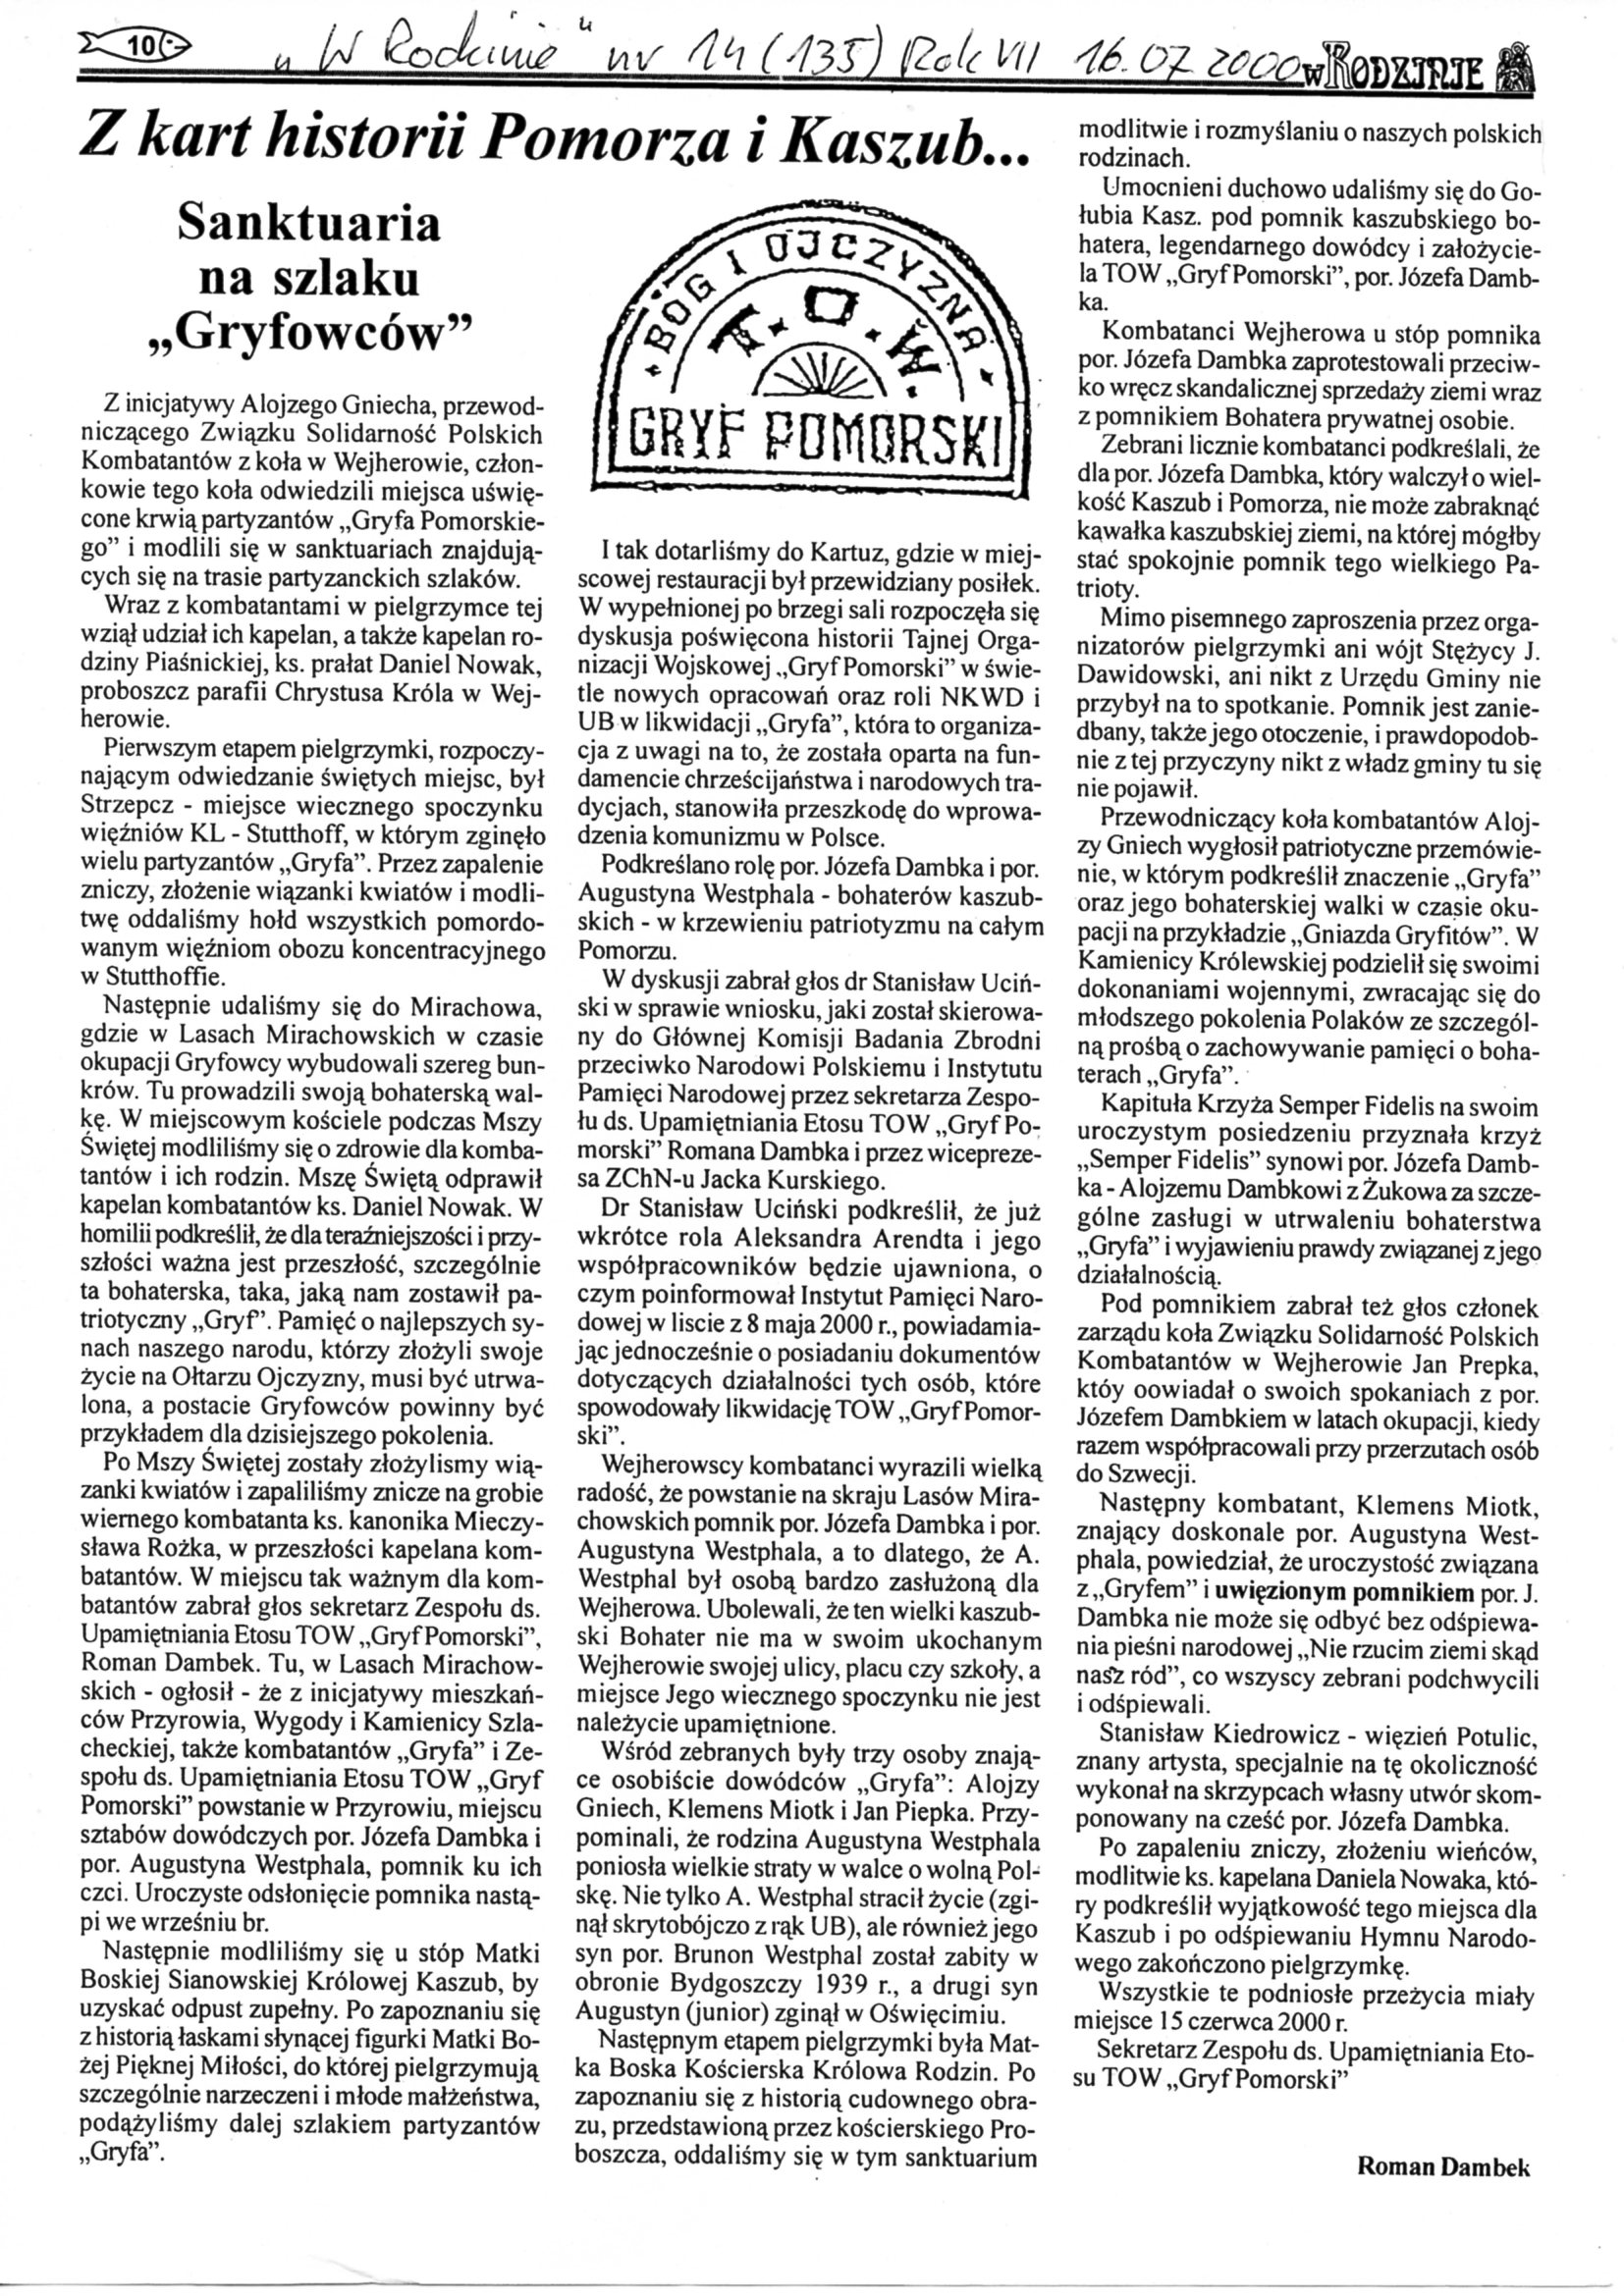 10
„W Rodzinie" nr 14 (135) Rok VII 16.07.2000
w RODZINIE
Z kart historii Pomorza i Kaszub...
Sanktuaria
na szlaku
„Gryfowców”
Z inicjatywy Alojzego Gniecha, przewod-
niczącego Związku Solidarność Polskich
Kombatantów z koła w Wejherowie, człon-
kowie tego koła odwiedzili miejsca uświę-
cone krwią partyzantów „Gryfa Pomorskie-
go” i modlili się w sanktuariach znajdują-
cych się na trasie partyzanckich szlaków.
Wraz z kombatantami w pielgrzymce tej
wziął udział ich kapelan, a także kapelan ro-
dziny Piaśnickiej, ks. prałat Daniel Nowak,
proboszcz parafii Chrystusa Króla w Wej-
herowie.
Pierwszym etapem pielgrzymki, rozpoczy-
nającym odwiedzanie świętych miejsc, był
Strzepcz - miejsce wiecznego spoczynku
więźniów KL - Stutthoff, w którym zginęło
wielu partyzantów „Gryfa”. Przez zapalenie
zniczy, złożenie wiązanki kwiatów i modli-
twę oddaliśmy hołd wszystkich pomordo-
wanym więźniom obozu koncentracyjnego
w Stutthoffie.
Następnie udaliśmy się do Mirachowa,
gdzie w Lasach Mirachowskich w czasie
okupacji Gryfowcy wybudowali szereg bun-
krów. Tu prowadzili swoją bohaterską wal-
kę. W miejscowym kościele podczas Mszy
Świętej modliliśmy się o zdrowie dla komba-
tantów i ich rodzin. Mszę Świętą odprawił
kapelan kombatantów ks. Daniel Nowak. W
homilii podkreślił, że dla teraźniejszości i przy-
szłości ważna jest przeszłość, szczególnie
ta bohaterska, taka, jaką nam zostawił pa-
triotyczny „Gryf”. Pamięć o najlepszych sy-
nach naszego narodu, którzy złożyli swoje
życie na Ołtarzu Ojczyzny, musi być utrwa-
lona, a postacie Gryfowców powinny być
przykładem dla dzisiejszego pokolenia.
Po Mszy Świętej zostały złożylismy wią-
zanki kwiatów i zapaliliśmy znicze na grobie
wiernego kombatanta ks. kanonika Mieczy-
sława Rożka, w przeszłości kapelana kom-
batantów. W miejscu tak ważnym dla kom-
batantów zabrał głos sekretarz Zespołu ds.
Upamiętniania Etosu TOW „Gryf Pomorski”,
Roman Dambek. Tu, w Lasach Mirachow-
skich - ogłosił - że z inicjatywy mieszkań-
ców Przyrowia, Wygody i Kamienicy Szla-
checkiej, także kombatantów „Gryfa” i Ze-
społu ds. Upamiętniania Etosu TOW „Gryf
Pomorski” powstanie w Przyrowiu, miejscu
sztabów dowódczych por. Józefa Dambka i
por. Augustyna Westphala, pomnik ku ich
czci. Uroczyste odsłonięcie pomnika nastą-
pi we wrześniu br.
Następnie modliliśmy się u stóp Matki
Boskiej Sianowskiej Królowej Kaszub, by
uzyskać odpust zupełny. Po zapoznaniu się
z historią łaskami słynącej figurki Matki Bo-
żej Pięknej Miłości, do której pielgrzymują
szczególnie narzeczeni i młode małżeństwa,
podążyliśmy dalej szlakiem partyzantów
„Gryfa”.
BÓG I OJCZYZNA
T.O.W.
GRYF POMORSKI
I tak dotarliśmy do Kartuz, gdzie w miej-
scowej restauracji był przewidziany posiłek.
W wypełnionej po brzegi sali rozpoczęła się
dyskusja poświęcona historii Tajnej Orga-
nizacji Wojskowej „Gryf Pomorski” w świe-
tle nowych opracowań oraz roli NKWD i
UB w likwidacji „Gryfa”, która to organiza-
cja z uwagi na to, że została oparta na fun-
damencie chrześcijaństwa i narodowych tra-
dycjach, stanowiła przeszkodę do wprowa-
dzenia komunizmu w Polsce.
Podkreślano rolę por. Józefa Dambka i por.
Augustyna Westphala - bohaterów kaszub-
skich - w krzewieniu patriotyzmu na całym
Pomorzu.
W dyskusji zabrał głos dr Stanisław Uciń-
ski w sprawie wniosku, jaki został skierowa-
ny do Głównej Komisji Badania Zbrodni
przeciwko Narodowi Polskiemu i Instytutu
Pamięci Narodowej przez sekretarza Zespo-
łu ds. Upamiętniania Etosu TOW „Gryf Po-
morski” Romana Dambka i przez wicepreze-
sa ZChN-u Jacka Kurskiego.
Dr Stanisław Uciński podkreślił, że już
wkrótce rola Aleksandra Arendta i jego
współpracowników będzie ujawniona, o
czym poinformował Instytut Pamięci Naro-
dowej w liscie z 8 maja 2000 r., powiadamia-
jąc jednocześnie o posiadaniu dokumentów
dotyczących działalności tych osób, które
spowodowały likwidację TOW „Gryf Pomor-
ski”.
Wejherowscy kombatanci wyrazili wielką
radość, że powstanie na skraju Lasów Mira-
chowskich pomnik por. Józefa Dambka i por.
Augustyna Westphala, a to dlatego, że A.
Westphal był osobą bardzo zasłużoną dla
Wejherowa. Ubolewali, że ten wielki kaszub-
ski Bohater nie ma w swoim ukochanym
Wejherowie swojej ulicy, placu czy szkoły, a
miejsce Jego wiecznego spoczynku nie jest
należycie upamiętnione.
Wśród zebranych były trzy osoby znają-
ce osobiście dowódców „Gryfa”: Alojzy
Gniech, Klemens Miotk i Jan Piepka. Przy-
pominali, że rodzina Augustyna Westphala
poniosła wielkie straty w walce o wolną Pol-
skę. Nie tylko A. Westphal stracił życie (zgi-
nął skrytobójczo z rąk UB), ale również jego
syn por. Brunon Westphal został zabity w
obronie Bydgoszczy 1939 r., a drugi syn
Augustyn (junior) zginął w Oświęcimiu.
Następnym etapem pielgrzymki była Mat-
ka Boska Kościerska Królowa Rodzin. Po
zapoznaniu się z historią cudownego obra-
zu, przedstawioną przez kościerskiego Pro-
boszcza, oddaliśmy się w tym sanktuarium
modlitwie i rozmyślaniu o naszych polskich
rodzinach.
Umocnieni duchowo udaliśmy się do Go-
łubia Kasz. pod pomnik kaszubskiego bo-
hatera, legendarnego dowódcy i założycie-
la TOW „Gryf Pomorski”, por. Józefa Damb-
ka.
Kombatanci Wejherowa u stóp pomnika
por. Józefa Dambka zaprotestowali przeciw-
ko wręcz skandalicznej sprzedaży ziemi wraz
z pomnikiem Bohatera prywatnej osobie.
Zebrani licznie kombatanci podkreślali, że
dla por. Józefa Dambka, który walczył o wiel-
kość Kaszub i Pomorza, nie może zabraknąć
kąwałka kaszubskiej ziemi, na której mógłby
stać spokojnie pomnik tego wielkiego Pa-
trioty.
Mimo pisemnego zaproszenia przez orga-
nizatorów pielgrzymki ani wójt Stężycy J.
Dawidowski, ani nikt z Urzędu Gminy nie
przybył na to spotkanie. Pomnik jest zanie-
dbany, także jego otoczenie, i prawdopodob-
nie z tej przyczyny nikt z władz gminy tu się
nie pojawił.
Przewodniczący koła kombatantów Aloj-
zy Gniech wygłosił patriotyczne przemówie-
nie, w którym podkreślił znaczenie „Gryfa”
oraz jego bohaterskiej walki w czasie oku-
pacji na przykładzie „Gniazda Gryfitów”. W
Kamienicy Królewskiej podzielił się swoimi
dokonaniami wojennymi, zwracając się do
młodszego pokolenia Polaków ze szczegól-
ną prośbą o zachowywanie pamięci o boha-
terach „Gryfa”.
Kapituła Krzyża Semper Fidelis na swoim
uroczystym posiedzeniu przyznała krzyż
„Semper Fidelis” synowi por. Józefa Damb-
ka - Alojzemu Dambkowi z Żukowa za szcze-
gólne zasługi w utrwaleniu bohaterstwa
„Gryfa” i wyjawieniu prawdy związanej z jego
działalnością.
Pod pomnikiem zabrał też głos członek
zarządu koła Związku Solidarność Polskich
Kombatantów w Wejherowie Jan Prepka,
któy oowiadał o swoich spokaniach z por.
Józefem Dambkiem w latach okupacji, kiedy
razem współpracowali przy przerzutach osób
do Szwecji.
Następny kombatant, Klemens Miotk,
znający doskonale por. Augustyna West-
phala, powiedział, że uroczystość związana
z „Gryfem” i uwięzionym pomnikiem por. J.
Dambka nie może się odbyć bez odśpiewa-
nia pieśni narodowej „Nie rzucim ziemi skąd
nasz ród”, co wszyscy zebrani podchwycili
i odśpiewali.
Stanisław Kiedrowicz - więzień Potulic,
znany artysta, specjalnie na tę okoliczność
wykonał na skrzypcach własny utwór skom-
ponowany na cześć por. Józefa Dambka.
Po zapaleniu zniczy, złożeniu wieńców,
modlitwie ks. kapelana Daniela Nowaka, któ-
ry podkreślił wyjątkowość tego miejsca dla
Kaszub i po odśpiewaniu Hymnu Narodo-
wego zakończono pielgrzymkę.
Wszystkie te podniosłe przeżycia miały
miejsce 15 czerwca 2000 r.
Sekretarz Zespołu ds. Upamiętniania Eto-
su TOW „Gryf Pomorski”
Roman Dambek